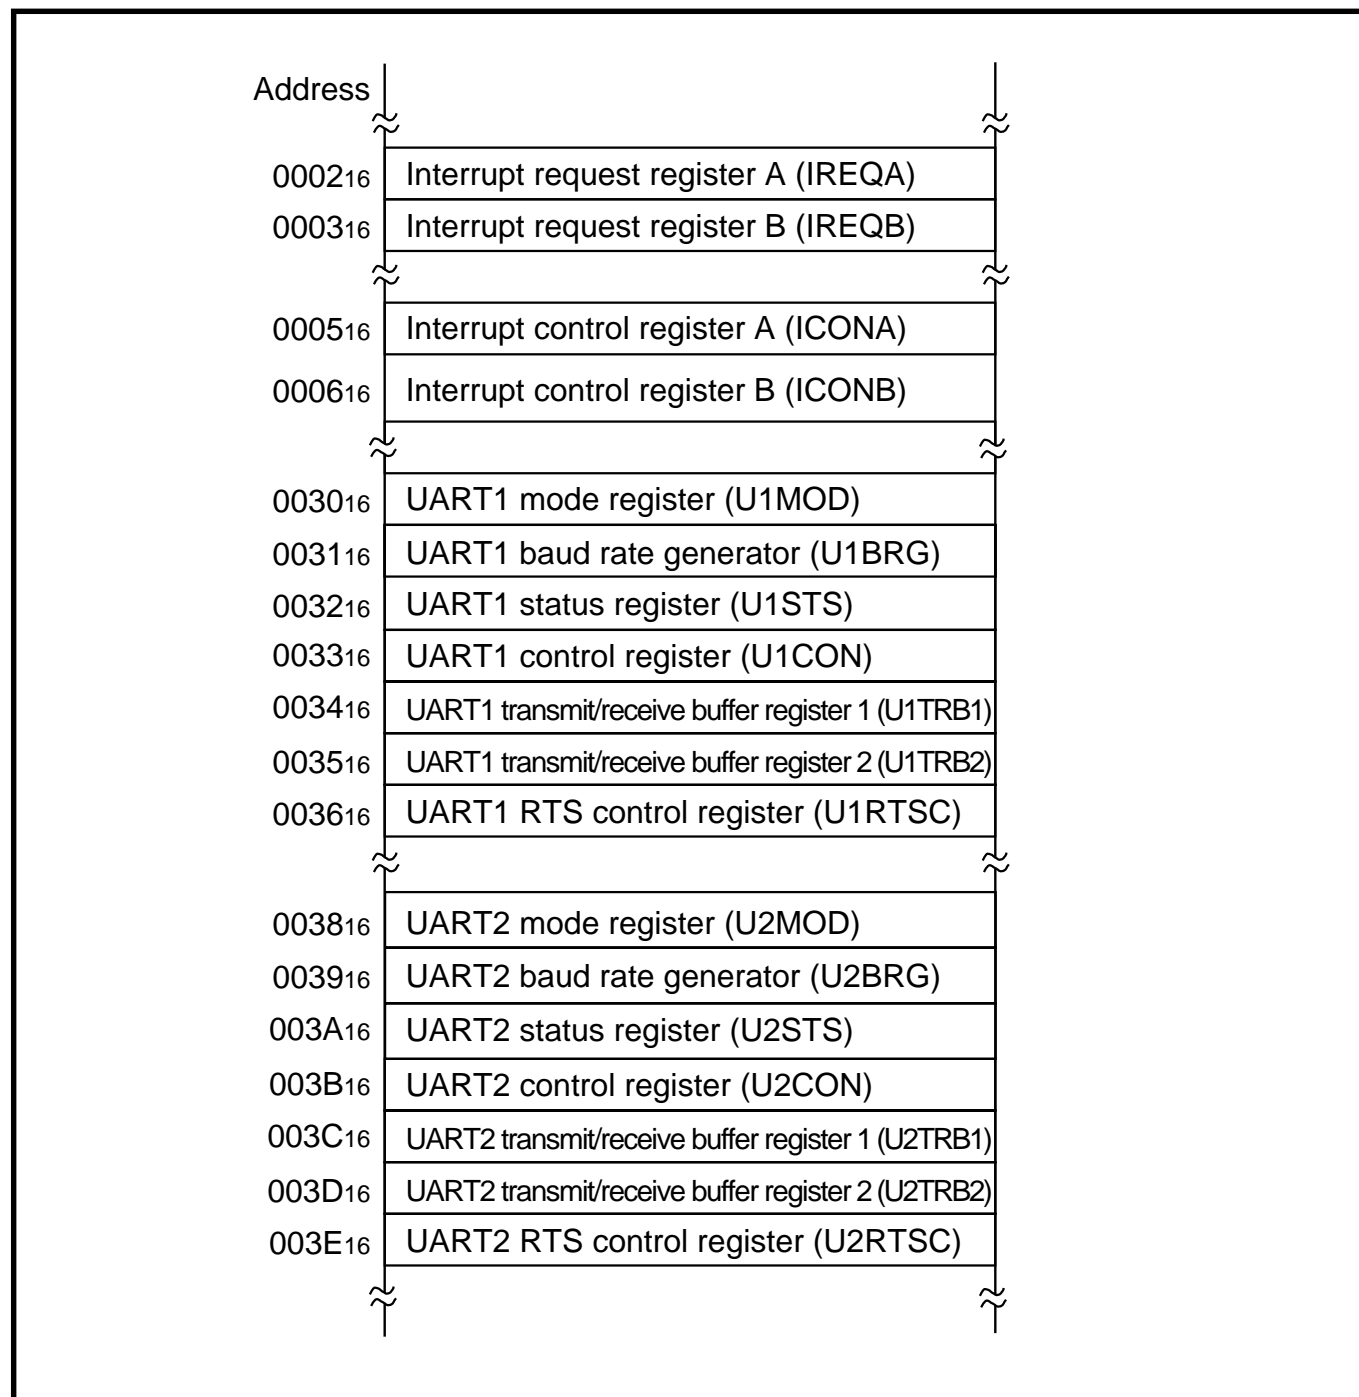 Address
000216 Interrupt request register A (IREQA)
000316 Interrupt request register B (IREQB)
000516 Interrupt control register A (ICONA)
000616 Interrupt control register B (ICONB)
003016 UART1 mode register (U1MOD)
003116 UART1 baud rate generator (U1BRG)
003216 UART1 status register (U1STS)
003316 UART1 control register (U1CON)
003416 UART1 transmit/receive buffer register 1 (U1TRB1)
003516 UART1 transmit/receive buffer register 2 (U1TRB2)
003616 UART1 RTS control register (U1RTSC)
003816 UART2 mode register (U2MOD)
003916 UART2 baud rate generator (U2BRG)
003A16 UART2 status register (U2STS)
003B16 UART2 control register (U2CON)
003C16 UART2 transmit/receive buffer register 1 (U2TRB1)
003D16 UART2 transmit/receive buffer register 2 (U2TRB2)
003E16 UART2 RTS control register (U2RTSC)